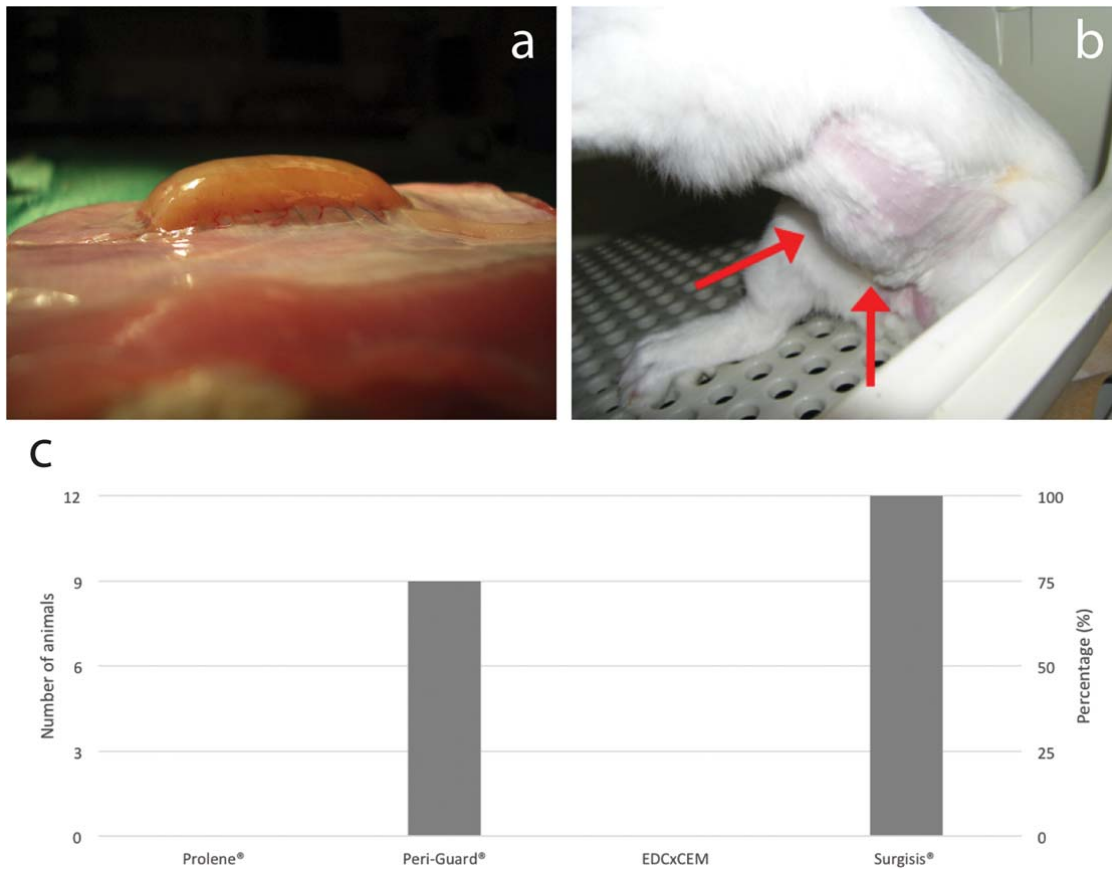 a
b
c
12
9
6
3
0
Number of animals
100
75
50
25
0
Percentage (%)
Prolene®
Peri-Guard®
EDCxCEM
Surgisis®